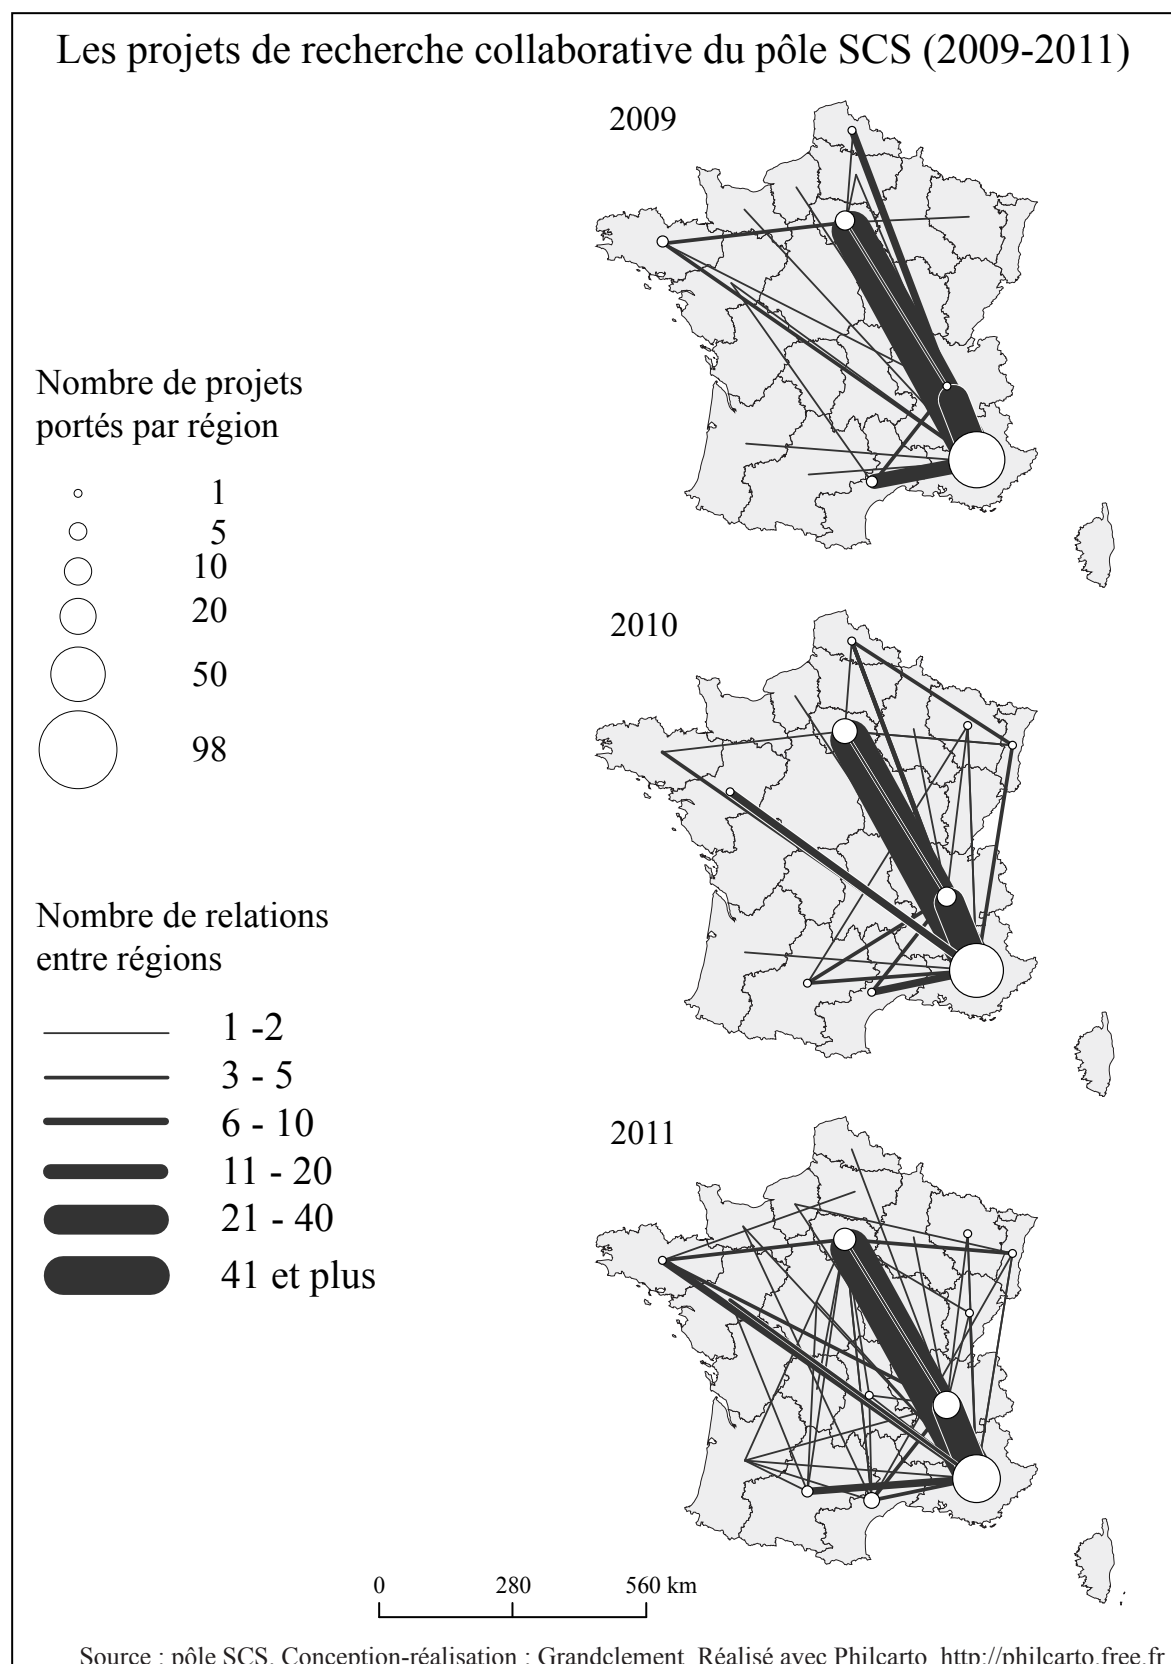 Les projets de recherche collaborative du pôle SCS (2009-2011)
2009
Nombre de projets
portés par région
1
5
10
20
50
98
2010
Nombre de relations
entre régions
1 -2
3 - 5
6 - 10
11 - 20
21 - 40
41 et plus
2011
0 280 560 km
Source : pôle SCS. Conception-réalisation : Grandclement Réalisé avec Philcarto http://philcarto.free.fr